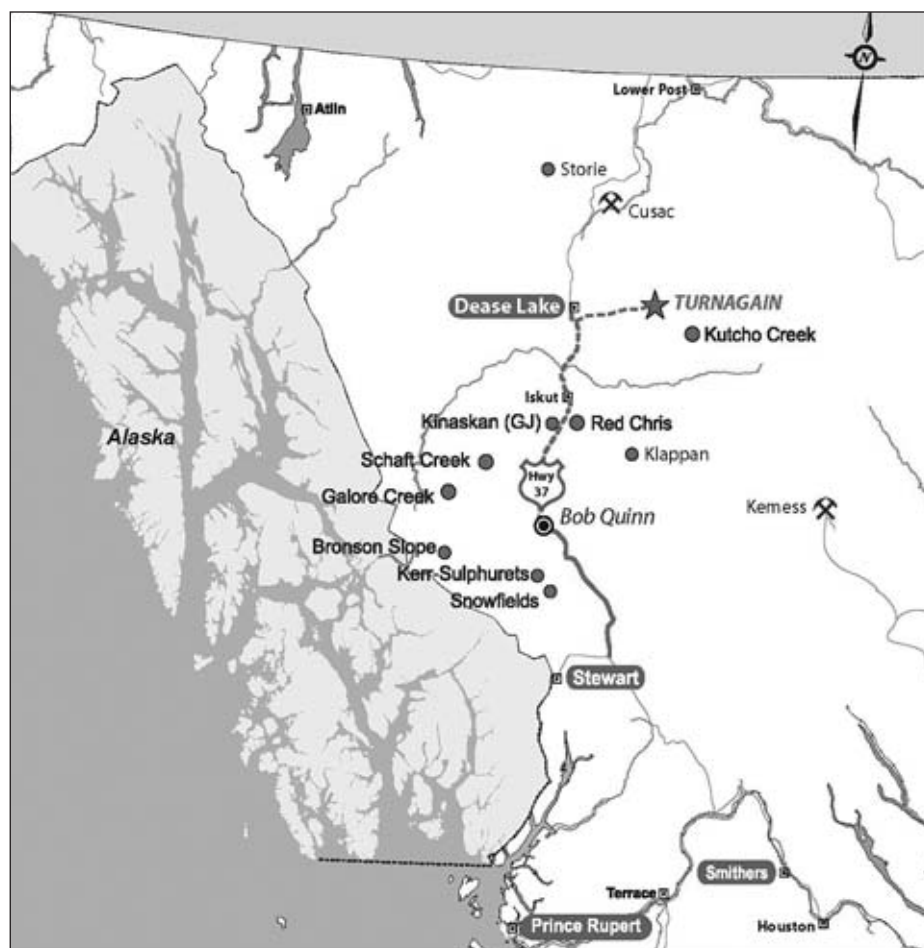 N
Lower Post
Atlin
Storie
Cusac
Dease Lake
TURNAGAIN
Kutcho Creek
Iskut
Kinaskan (GJ)
Red Chris
Alaska
Klappan
Schaft Creek
Hwy
37
Galore Creek
Kemess
Bob Quinn
Bronson Slope
Kerr-Sulphurets
Snowfields
Stewart
Smithers
Terrace
Prince Rupert
Houston